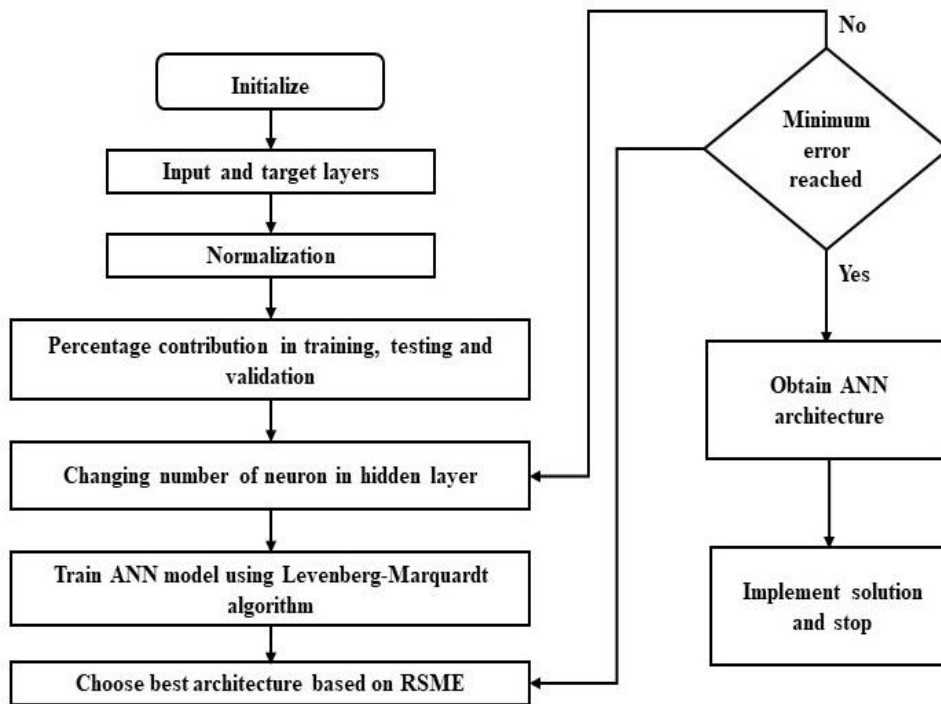 Initialize
Input and target layers
Normalization
Percentage contribution in training, testing and
validation
Changing number of neuron in hidden layer
Train ANN model using Levenberg-Marquardt
algorithm
Choose best architecture based on RSME
No
Minimum
error
reached
Yes
Obtain ANN
architecture
Implement solution
and stop